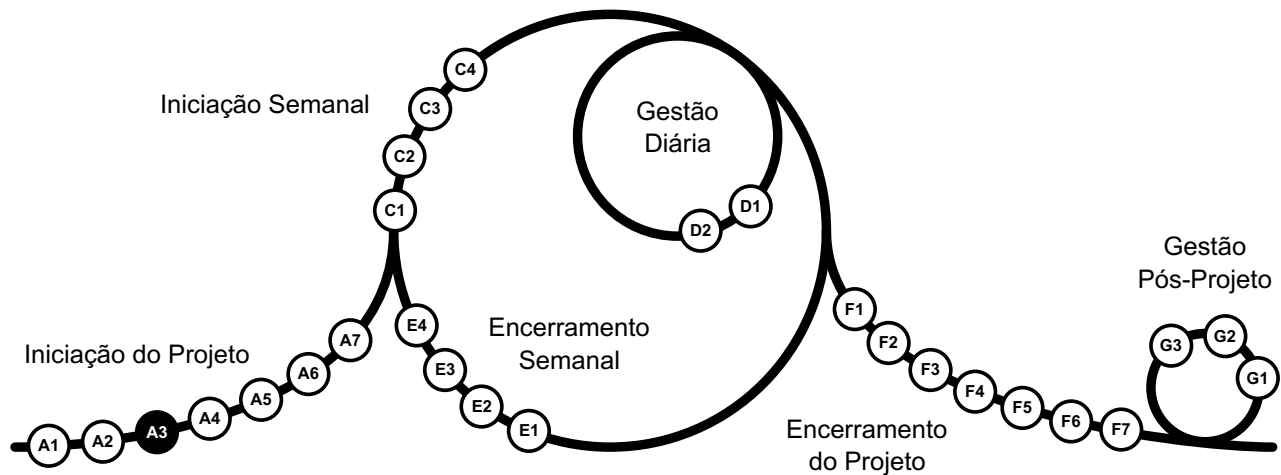 Iniciação do Projeto
A1
A2
A3
A4
A5
A6
A7
Iniciação Semanal
C1
C2
C3
C4
Gestão
Diária
D1
D2
Encerramento
Semanal
E1
E2
E3
E4
Encerramento
do Projeto
F1
F2
F3
F4
F5
F6
F7
Gestão
Pós-Projeto
G1
G2
G3